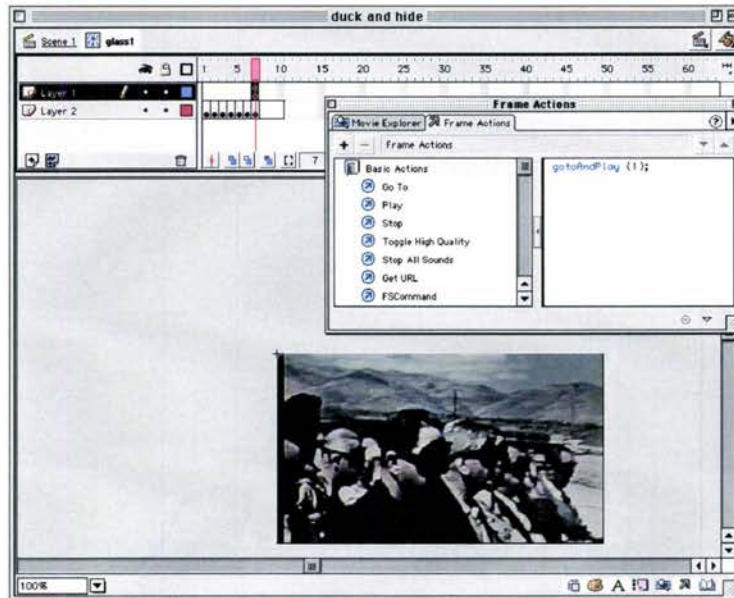 duck and hide
Scene 1 glass1
1 5 10 15 20 25 30 35 40 45 50 55 60
Layer 1
Layer 2
7
Frame Actions
Movie Explorer Frame Actions
+ - Frame Actions
Basic Actions
Go To
Play
Stop
Toggle High Quality
Stop All Sounds
Get URL
FSCommand
gotoAndPlay (1);
100%